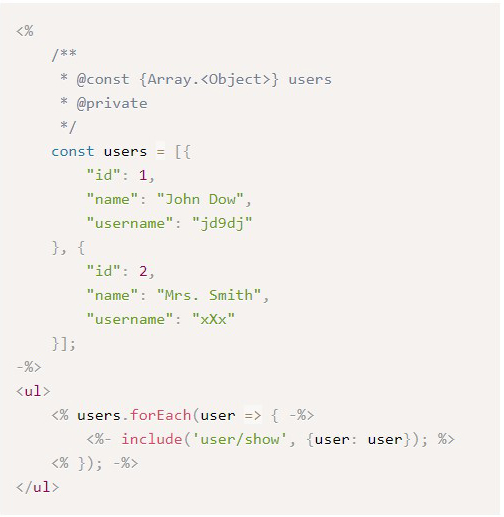 <%
    /**
     * @const {Array.<Object>} users
     * @private
     */
    const users = [{
        "id": 1,
        "name": "John Dow",
        "username": "jd9dj"
    }, {
        "id": 2,
        "name": "Mrs. Smith",
        "username": "xXx"
    }];
-%>
<ul>
    <% users.forEach(user => { -%>
        <%- include('user/show', {user: user}); %>
    <% }); -%>
</ul>